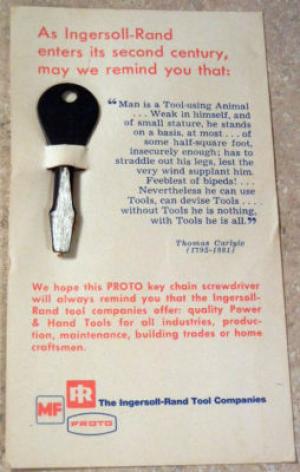 As Ingersoll-Rand
enters its second century,
may we remind you that:
“Man is a Tool-using Animal
. . . Weak in himself, and
of small stature, he stands
on a basis, at most . . . of
some half-square foot,
insecurely enough; has to
straddle out his legs, lest the
very wind supplant him.
Feeblest of bipeds! . . .
Nevertheless he can use
Tools, can devise Tools . . . .
without Tools he is nothing,
with Tools he is all.”
Thomas Carlyle
(1795-1881)
We hope this PROTO key chain screwdriver
will always remind you that the Ingersoll-
Rand tool companies offer: quality Power
& Hand Tools for all industries, produc-
tion, maintenance, building trades or home
craftsmen.
IR
MF
The Ingersoll-Rand Tool Companies
PROTO